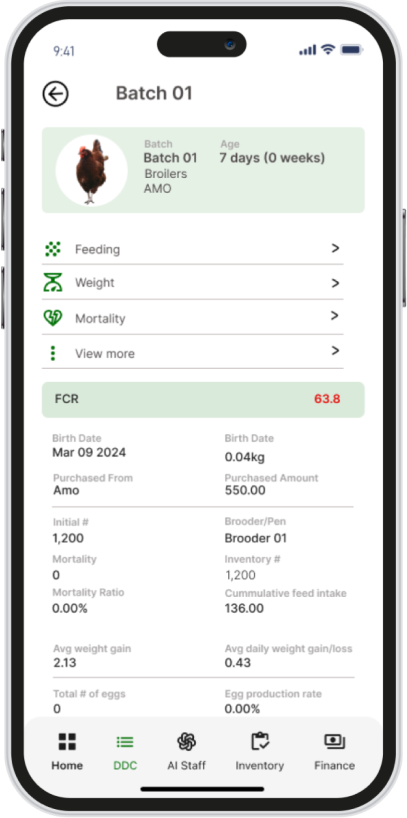 9:41
Batch 01
Batch Age
Batch 01 7 days (0 weeks)
Broilers
AMO
Feeding >
Weight >
Mortality >
View more >
FCR 63.8
Birth Date Birth Date
Mar 09 2024 0.04kg
Purchased From Purchased Amount
Amo 550.00
Initial # Brooder/Pen
1,200 Brooder 01
Mortality Inventory #
0 1,200
Mortality Ratio Cummulative feed intake
0.00% 136.00
Avg weight gain Avg daily weight gain/loss
2.13 0.43
Total # of eggs Egg production rate
0 0.00%
Home DDC AI Staff Inventory Finance